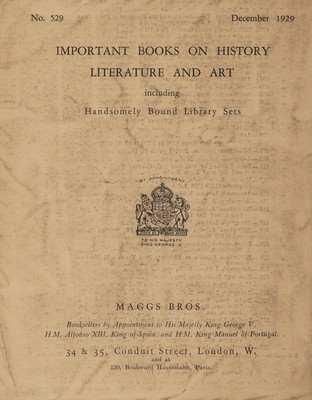 No. 529 December 1929
IMPORTANT BOOKS ON HISTORY
LITERATURE AND ART
including
Handsomely Bound Library Sets
BY APPOINTMENT
TO HIS MAJESTY
KING GEORGE V
MAGGS BROS.
Booksellers by Appointment to His Majesty King George V,
H.M. Alfonso XIII, King of Spain, and H.M. King Manuel of Portugal.
34 & 35, Conduit Street, London, W.
and at
130, Boulevard Haussmann, Paris.